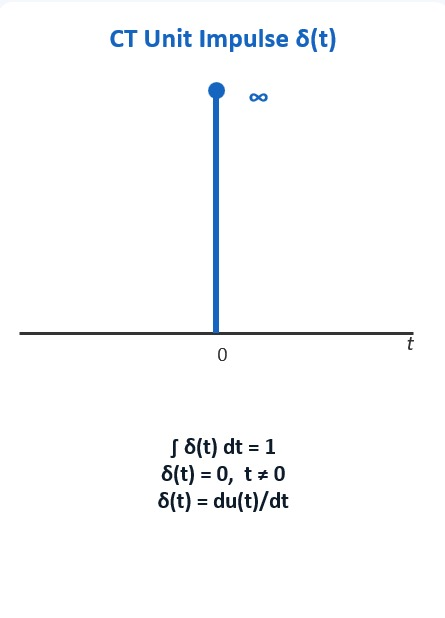 CT Unit Impulse δ(t)
∞
t
0
∫ δ(t) dt = 1
δ(t) = 0, t ≠ 0
δ(t) = du(t)/dt